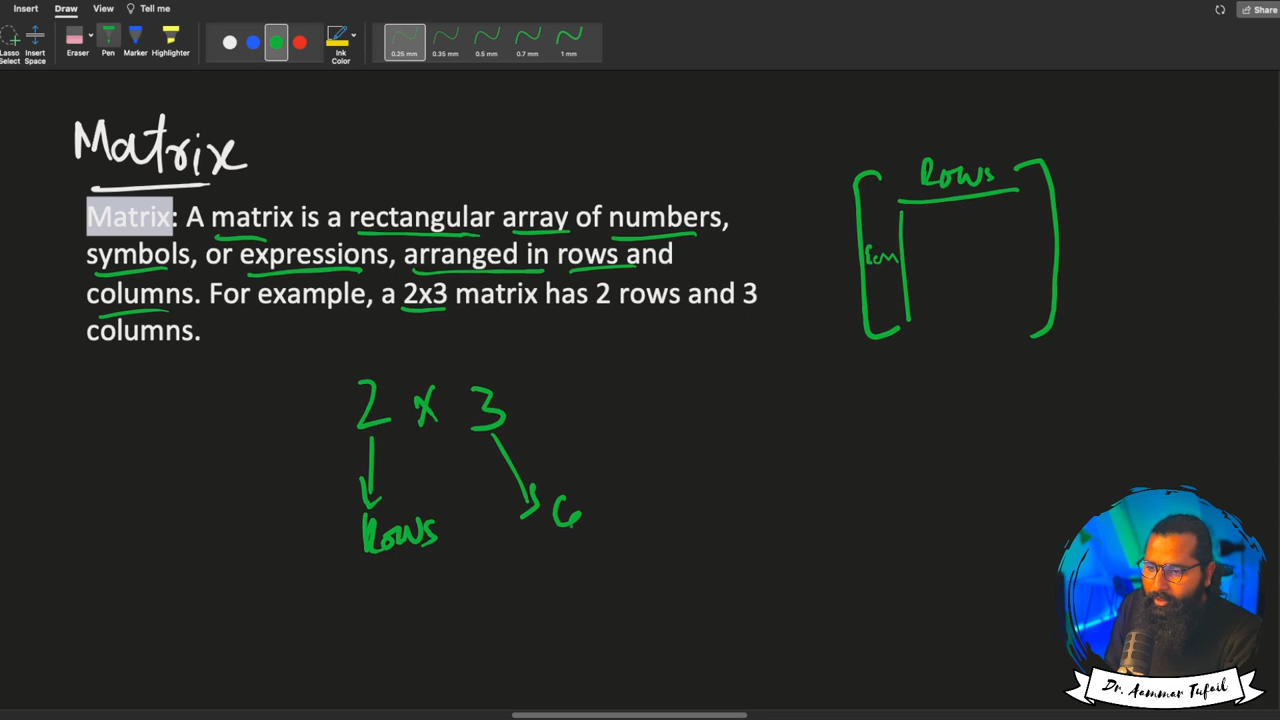 Insert Draw View Tell me
Share
Lasso Select
Insert Space
Eraser
Pen
Marker
Highlighter
Ink Color
0.25 mm 0.35 mm 0.5 mm 0.7 mm 1 mm
Matrix
Rows
Matrix: A matrix is a rectangular array of numbers,
symbols, or expressions, arranged in rows and
columns. For example, a 2x3 matrix has 2 rows and 3
columns.
2 x 3
Rows
Dr. Aammar Tufail